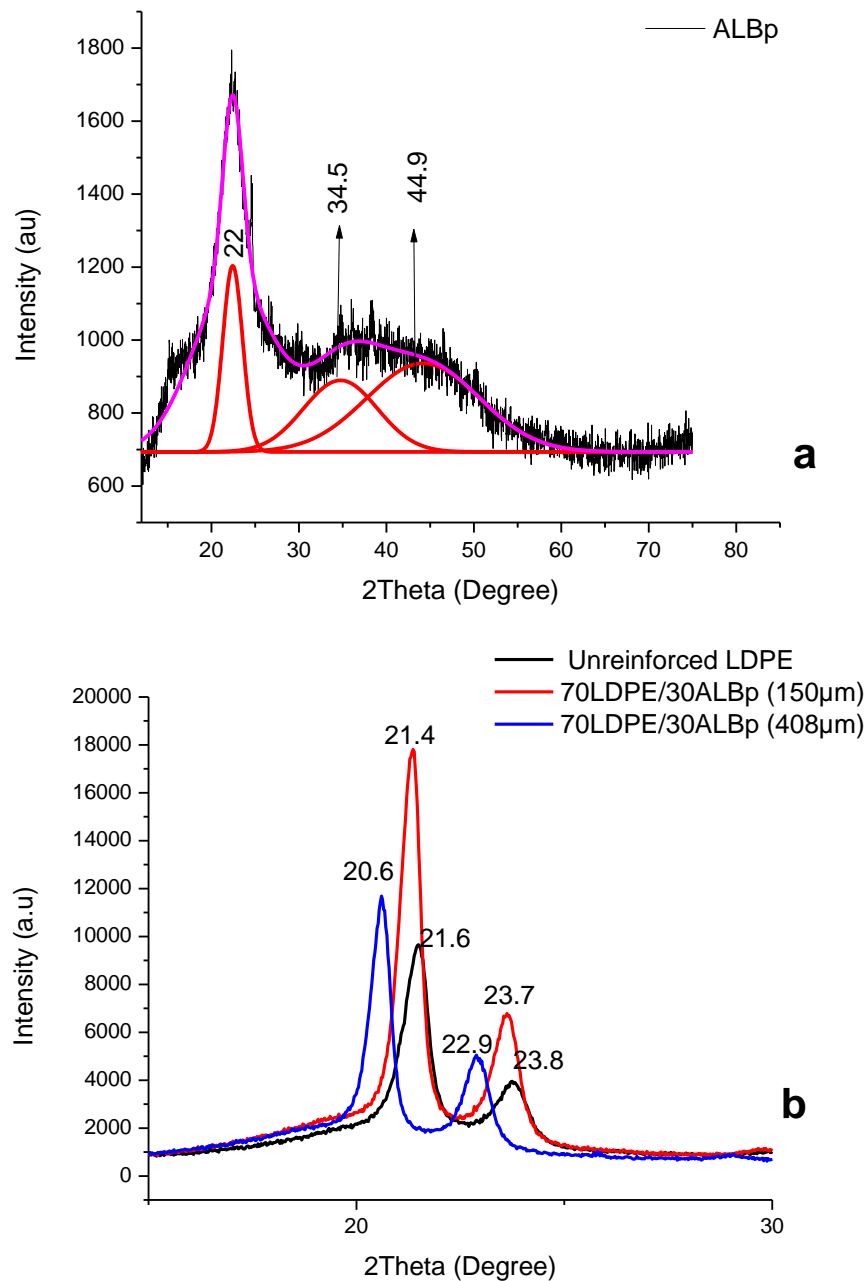 ALBp
1800
1600
1400
1200
1000
800
600
Intensity (au)
22
34.5
44.9
a
20 30 40 50 60 70 80
2Theta (Degree)
Unreinforced LDPE
70LDPE/30ALBp (150μm)
70LDPE/30ALBp (408μm)
20000
18000
16000
14000
12000
10000
8000
6000
4000
2000
0
Intensity (a.u)
21.4
20.6
21.6
23.7
22.9
23.8
b
20 30
2Theta (Degree)